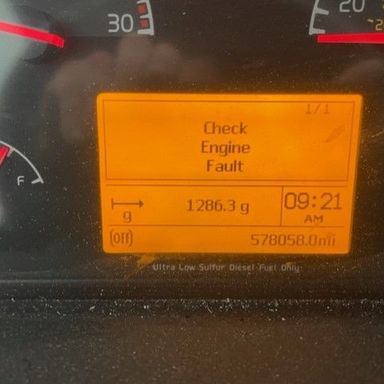 30
20
1/1
Check
Engine
Fault
F
g
1286.3 g
09:21
AM
(off)
578058.0mi
Ultra Low Sulfur Diesel Fuel Only